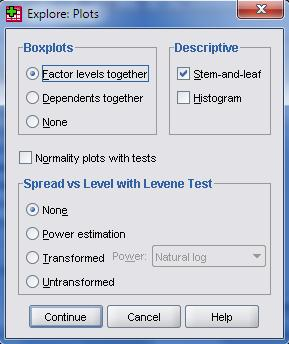 Explore: Plots
Boxplots
Factor levels together
Dependents together
None
Descriptive
Stem-and-leaf
Histogram
Normality plots with tests
Spread vs Level with Levene Test
None
Power estimation
Transformed Power: Natural log
Untransformed
Continue Cancel Help